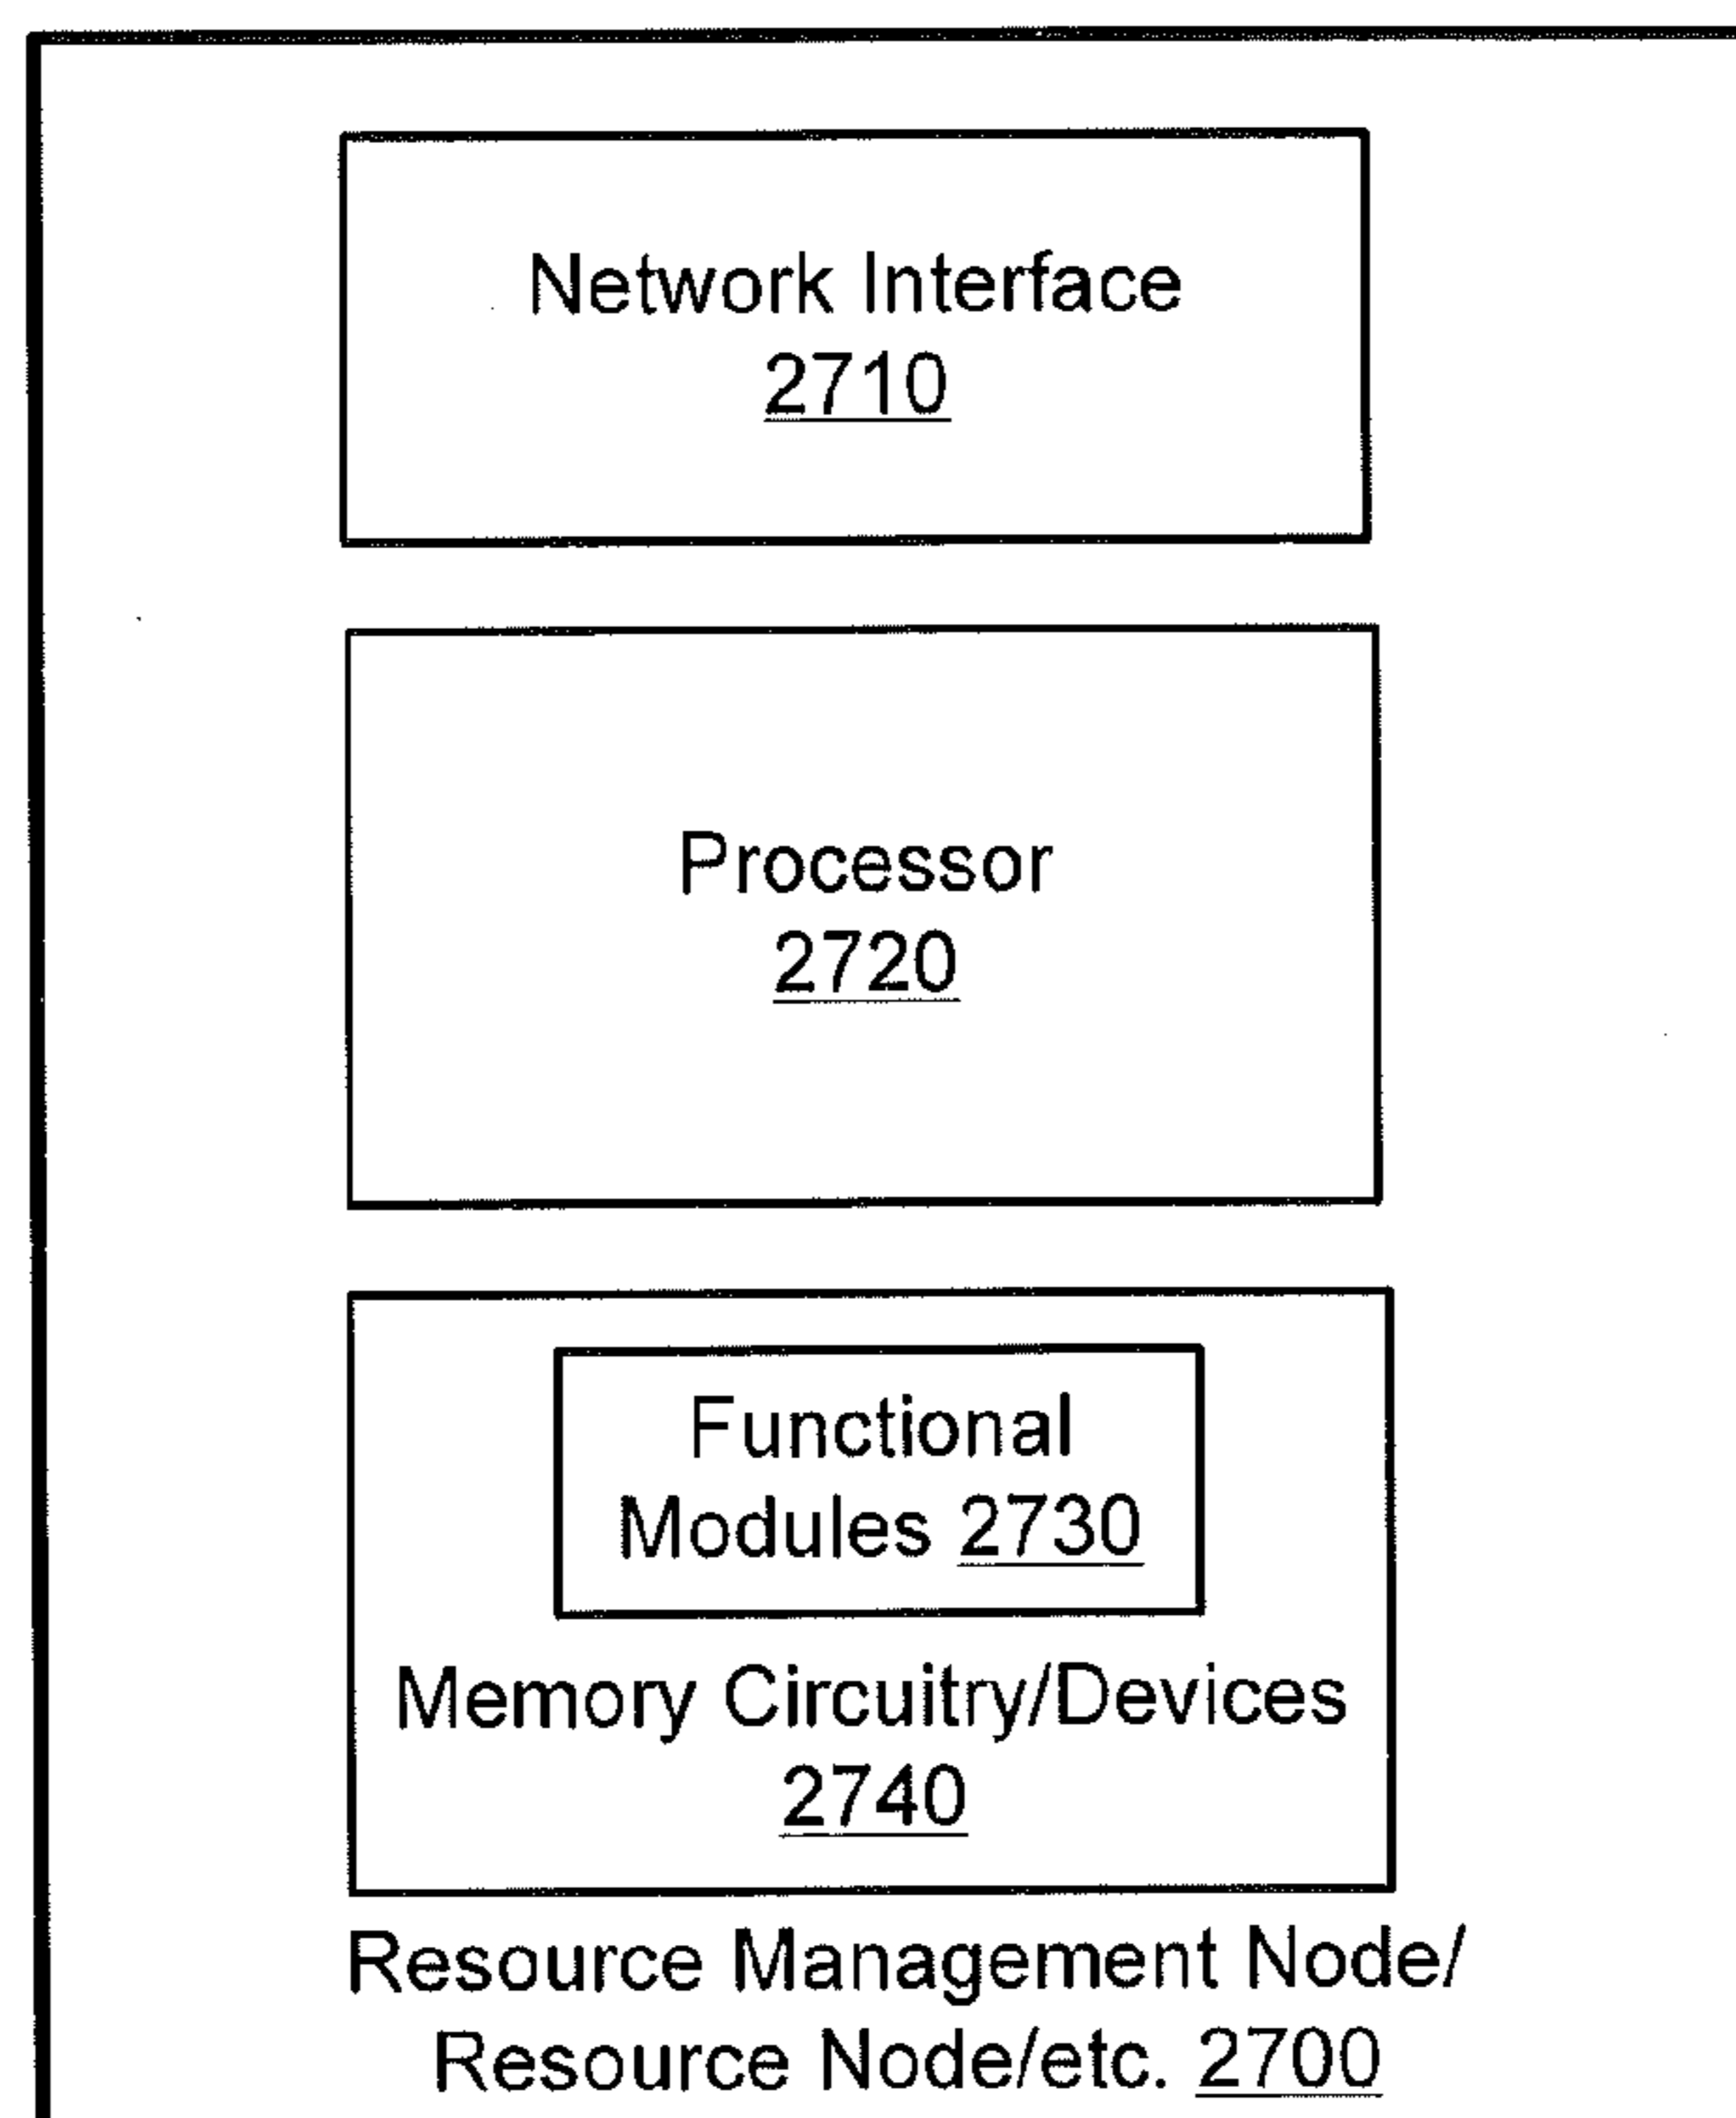 Network Interface
2710
Processor
2720
Functional
Modules 2730
Memory Circuitry/Devices
2740
Resource Management Node/
Resource Node/etc. 2700